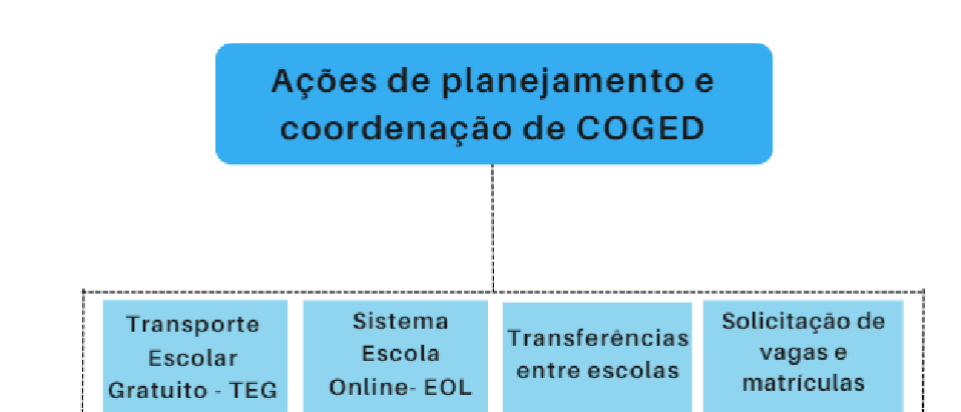 Ações de planejamento e
coordenação de COGED
Transporte
Escolar
Gratuito - TEG
Sistema
Escola
Online- EOL
Transferências
entre escolas
Solicitação de
vagas e
matrículas